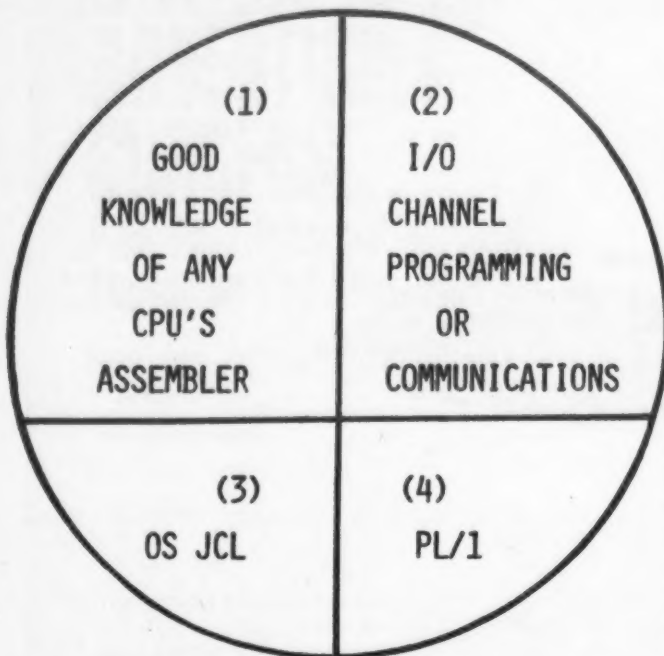 (1)
GOOD
KNOWLEDGE
OF ANY
CPU'S
ASSEMBLER
(2)
I/O
CHANNEL
PROGRAMMING
OR
COMMUNICATIONS
(3)
OS JCL
(4)
PL/1